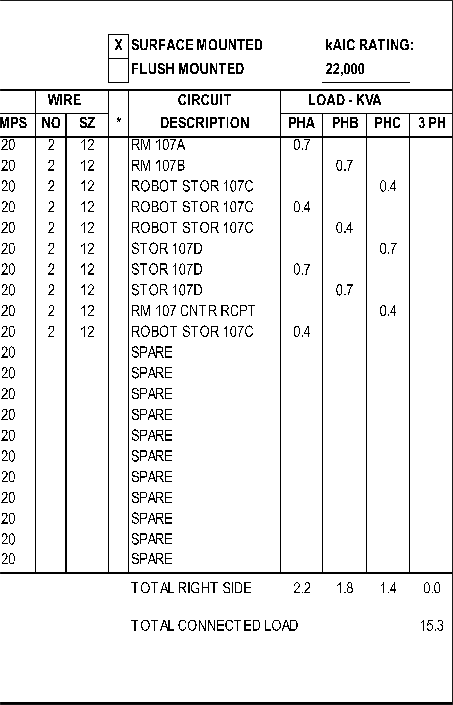 X SURFACE MOUNTED kAIC RATING:
FLUSH MOUNTED 22,000
WIRE CIRCUIT LOAD - KVA
MPS NO SZ * DESCRIPTION PHA PHB PHC 3 PH
20 2 12 RM 107A 0.7
20 2 12 RM 107B 0.7
20 2 12 ROBOT STOR 107C 0.4
20 2 12 ROBOT STOR 107C 0.4
20 2 12 ROBOT STOR 107C 0.4
20 2 12 STOR 107D 0.7
20 2 12 STOR 107D 0.7
20 2 12 STOR 107D 0.7
20 2 12 RM 107 CNTR RCPT 0.4
20 2 12 ROBOT STOR 107C 0.4
20 SPARE
20 SPARE
20 SPARE
20 SPARE
20 SPARE
20 SPARE
20 SPARE
20 SPARE
20 SPARE
20 SPARE
20 SPARE
TOTAL RIGHT SIDE 2.2 1.8 1.4 0.0
TOTAL CONNECTED LOAD 15.3